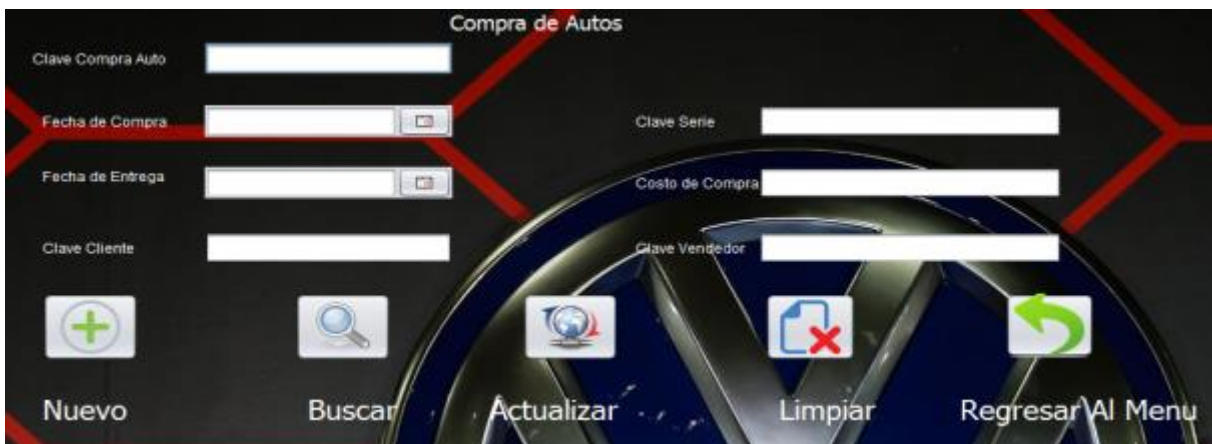 Compra de Autos
Clave Compra Auto
Fecha de Compra
Clave Serie
Fecha de Entrega
Costo de Compra
Clave Cliente
Clave Vendedor
Nuevo
Buscar
Actualizar
Limpiar
Regresar Al Menu